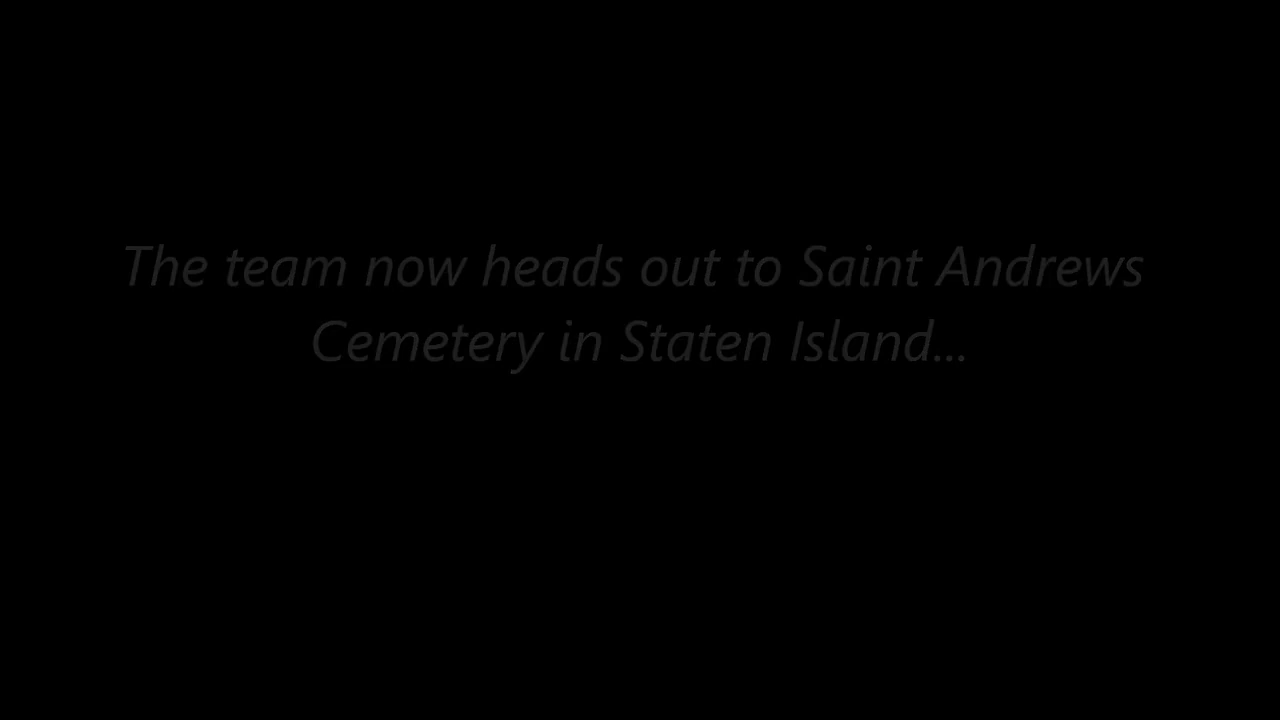 The team now heads out to Saint Andrews
Cemetery in Staten Island...